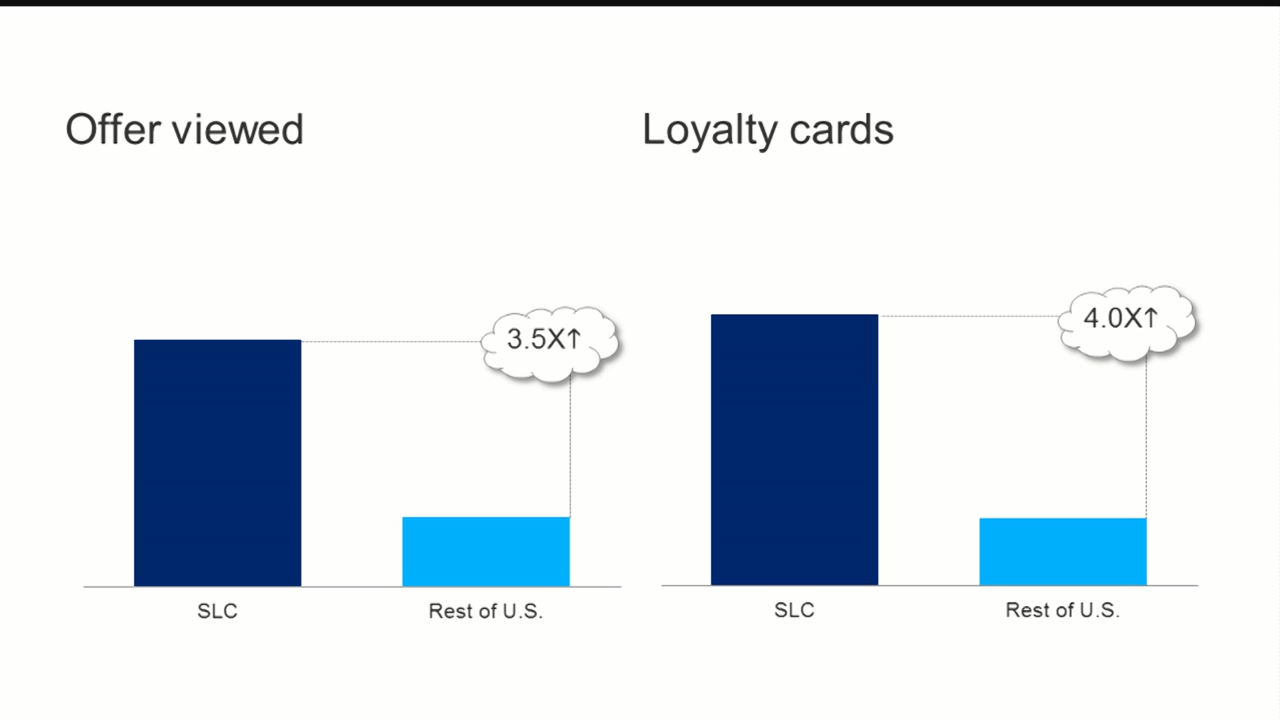 Offer viewed
Loyalty cards
3.5X↑
4.0X↑
SLC
Rest of U.S.
SLC
Rest of U.S.